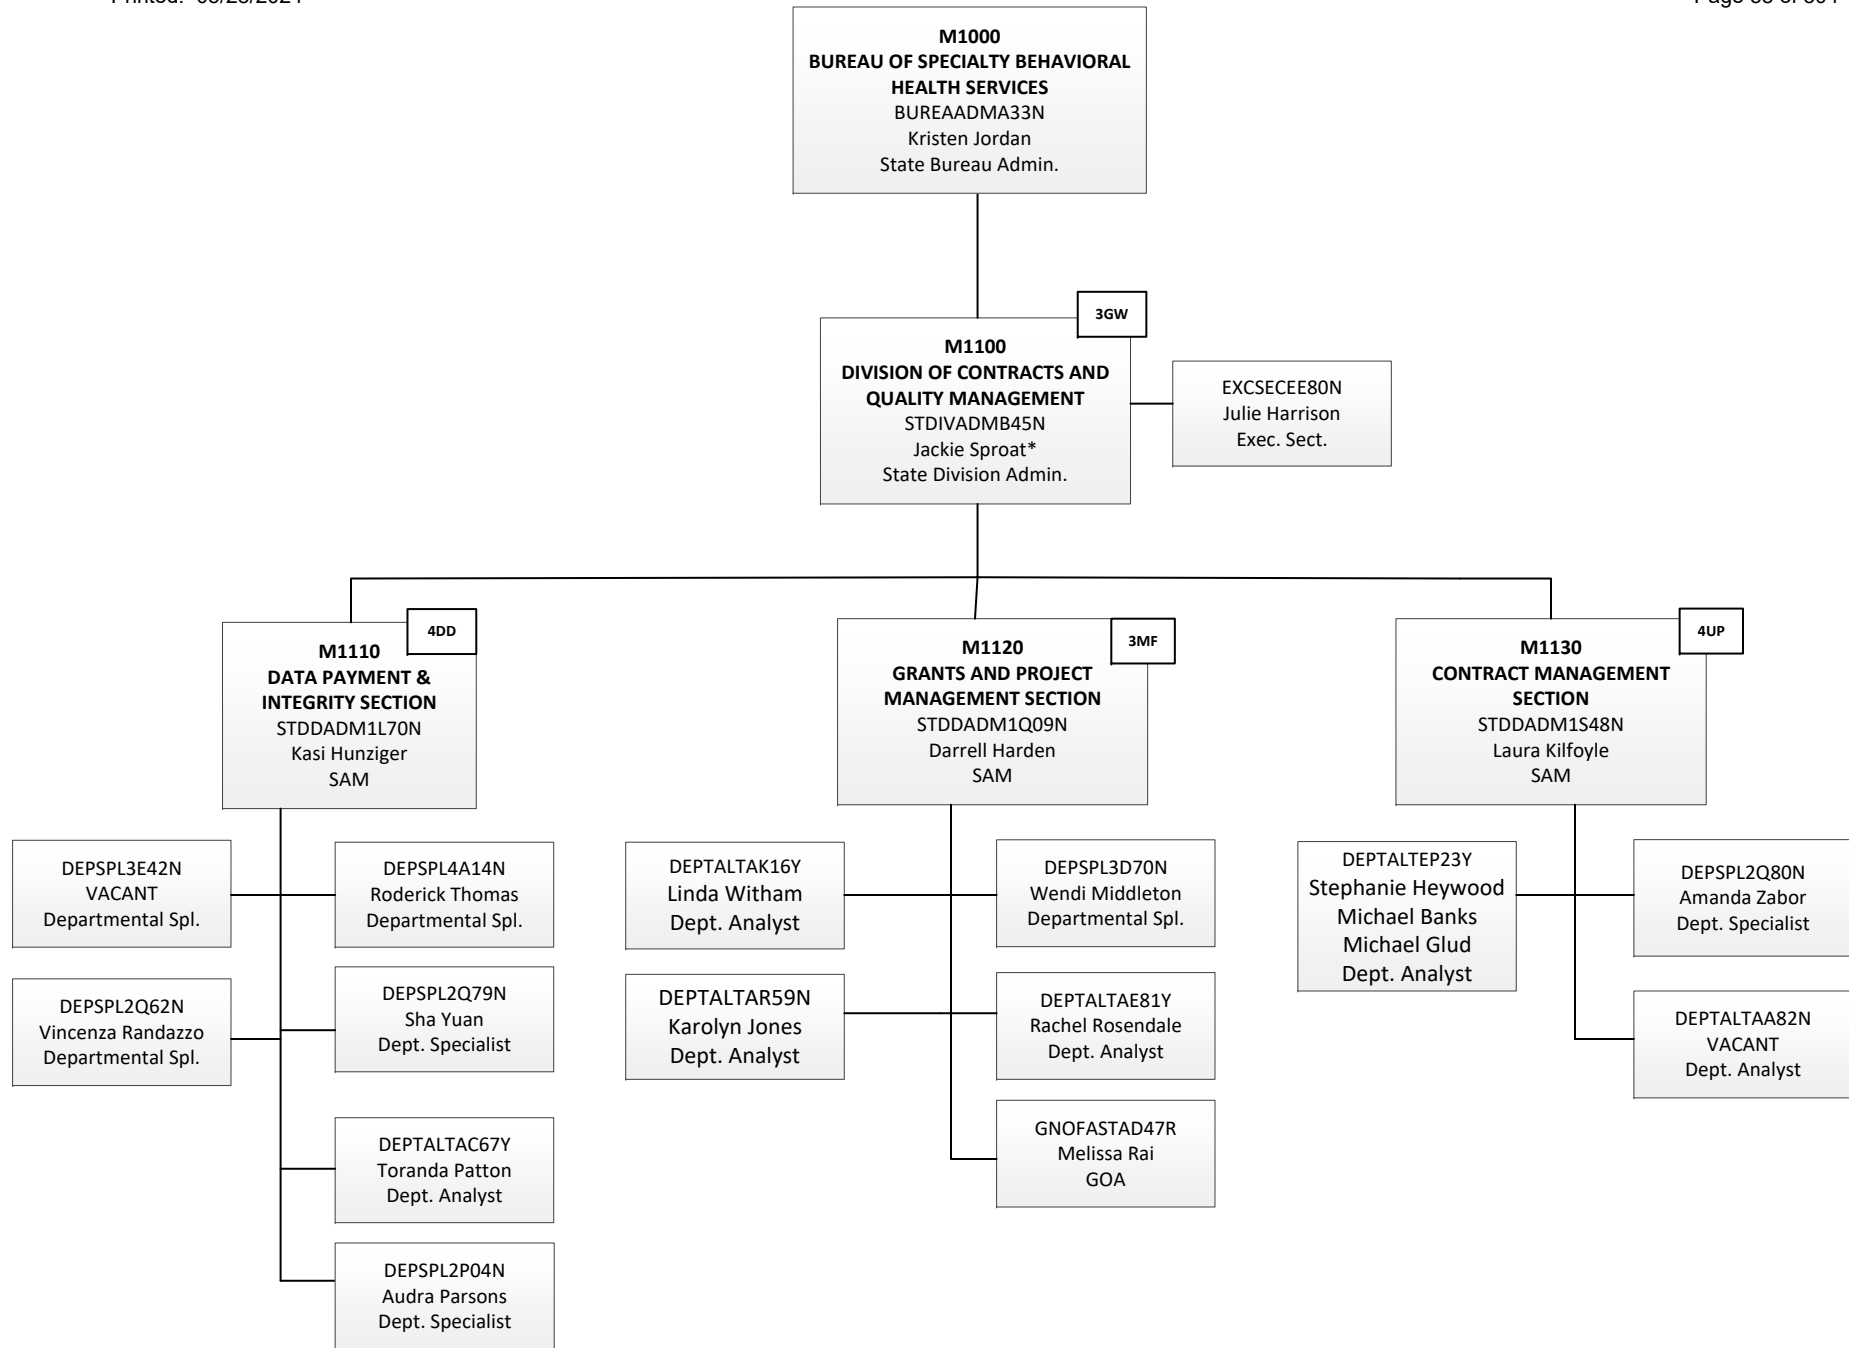 M1000
BUREAU OF SPECIALTY BEHAVIORAL
HEALTH SERVICES
BUREAADMA33N
Kristen Jordan
State Bureau Admin.
3GW
M1100
DIVISION OF CONTRACTS AND
QUALITY MANAGEMENT
STDIVADMB45N
Jackie Sproat*
State Division Admin.
EXCSECEE80N
Julie Harrison
Exec. Sect.
4DD
M1110
DATA PAYMENT &
INTEGRITY SECTION
STDDADM1L70N
Kasi Hunziger
SAM
3MF
M1120
GRANTS AND PROJECT
MANAGEMENT SECTION
STDDADM1Q09N
Darrell Harden
SAM
4UP
M1130
CONTRACT MANAGEMENT
SECTION
STDDADM1S48N
Laura Kilfoyle
SAM
DEPSPL3E42N
VACANT
Departmental Spl.
DEPSPL4A14N
Roderick Thomas
Departmental Spl.
DEPSPL2Q62N
Vincenza Randazzo
Departmental Spl.
DEPSPL2Q79N
Sha Yuan
Dept. Specialist
DEPTALTAC67Y
Toranda Patton
Dept. Analyst
DEPSPL2P04N
Audra Parsons
Dept. Specialist
DEPTALTAK16Y
Linda Witham
Dept. Analyst
DEPSPL3D70N
Wendi Middleton
Departmental Spl.
DEPTALTAR59N
Karolyn Jones
Dept. Analyst
DEPTALTAE81Y
Rachel Rosendale
Dept. Analyst
GNOFASTAD47R
Melissa Rai
GOA
DEPTALTEP23Y
Stephanie Heywood
Michael Banks
Michael Glud
Dept. Analyst
DEPSPL2Q80N
Amanda Zabor
Dept. Specialist
DEPTALTAA82N
VACANT
Dept. Analyst